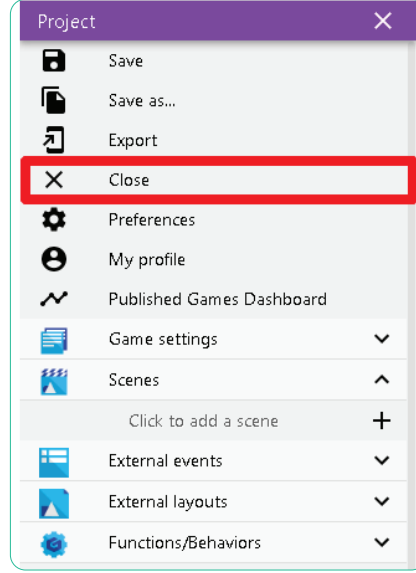 Project
Save
Save as...
Export
Close
Preferences
My profile
Published Games Dashboard
Game settings
Scenes
Click to add a scene
External events
External layouts
Functions/Behaviors